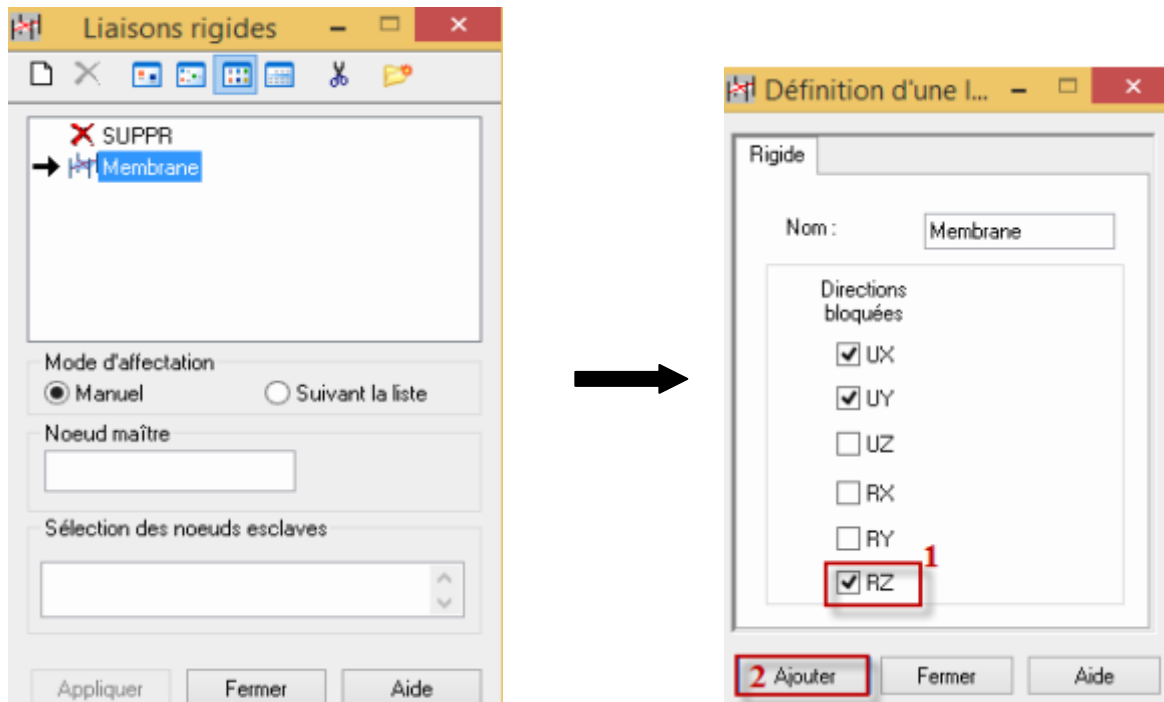 Liaisons rigides
SUPPR
Membrane
Mode d'affectation
Manuel
Suivant la liste
Noeud maître
Sélection des noeuds esclaves
Appliquer
Fermer
Aide
Définition d'une l...
Rigide
Nom :
Membrane
Directions
bloquées
UX
UY
UZ
RX
RY
1
RZ
2 Ajouter
Fermer
Aide